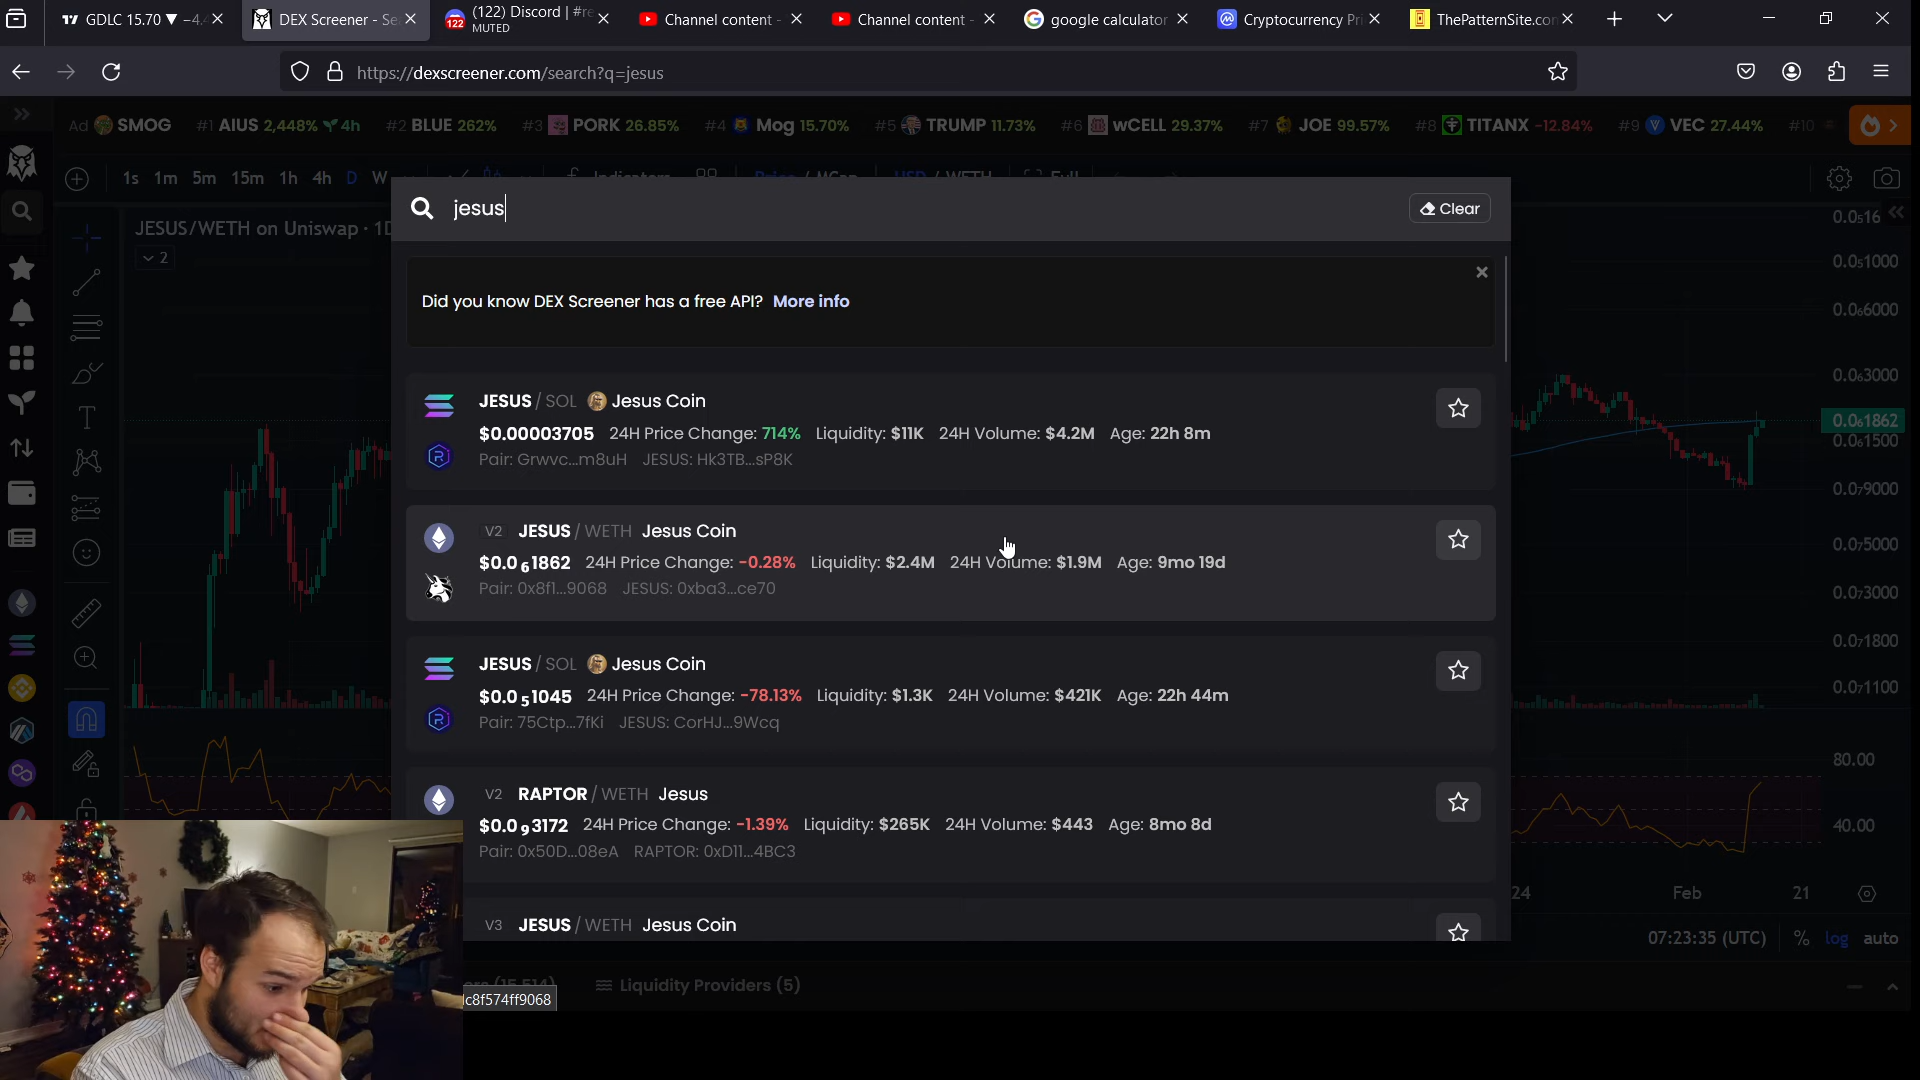 GDLC 15.70 ▼ −4.
DEX Screener - Se
(122) Discord | #re
MUTED
Channel content -
Channel content -
google calculator
Cryptocurrency Pri
ThePatternSite.co
https://dexscreener.com/search?q=jesus
Ad SMOG #1 AIUS 2,448% 4h #2 BLUE 262% #3 PORK 26.85% #4 Mog 15.70% #5 TRUMP 11.73% #6 wCELL 29.37% #7 JOE 99.57% #8 TITANX -12.84% #9 VEC 27.44% #10
1s 1m 5m 15m 1h 4h D W Indicators Price / MCap USD / WETH Full
jesus
Clear
JESUS/WETH on Uniswap · 1D
2
Did you know DEX Screener has a free API? More info
JESUS / SOL Jesus Coin
$0.00003705 24H Price Change: 714% Liquidity: $11K 24H Volume: $4.2M Age: 22h 8m
Pair: Grwvc...m8uH JESUS: Hk3TB...sP8K
V2 JESUS / WETH Jesus Coin
$0.0₆1862 24H Price Change: -0.28% Liquidity: $2.4M 24H Volume: $1.9M Age: 9mo 19d
Pair: 0x8f1...9068 JESUS: 0xba3...ce70
JESUS / SOL Jesus Coin
$0.0₅1045 24H Price Change: -78.13% Liquidity: $1.3K 24H Volume: $421K Age: 22h 44m
Pair: 75Ctp...7fKi JESUS: CorHJ...9Wcq
V2 RAPTOR / WETH Jesus
$0.0₉3172 24H Price Change: -1.39% Liquidity: $265K 24H Volume: $443 Age: 8mo 8d
Pair: 0x50D...08eA RAPTOR: 0xD11...4BC3
V3 JESUS / WETH Jesus Coin
0.0₅16
0.0₅1000
0.0₆6000
0.0₆3000
0.0₆1862
0.0₆1500
0.0₇9000
0.0₇5000
0.0₇3000
0.0₇1800
0.0₇1100
80.00
40.00
24 Feb 21
07:23:35 (UTC) % log auto
(15,514) Liquidity Providers (5)
c8f574ff9068